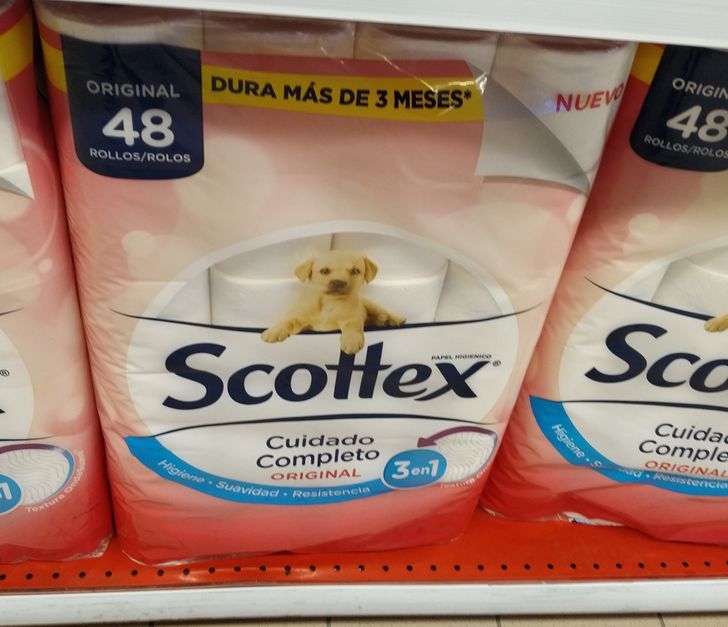 ORIGINAL
48
ROLLOS/ROLOS
DURA MÁS DE 3 MESES*
NUEVO
PAPEL HIGIENICO
Scottex®
Cuidado
Completo
ORIGINAL
3en1
Higiene · Suavidad · Resistencia
ORIGIN
48
ROLLOS/ROLOS
Sco
Cuida
Comple
ORIGINAL
Higiene · Suavidad · Resistencia